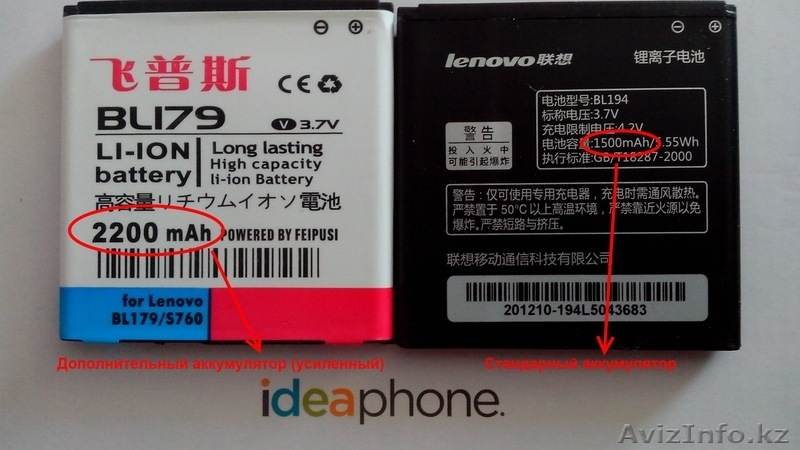 飞普斯
BL179
V 3.7V
LI-ION
battery
Long lasting
High capacity
li-ion Battery
高容量リチウムイオン電池
2200 mAh POWERED BY FEIPUSI
for Lenovo
BL179/S760
lenovo联想
锂离子电池
电池型号:BL194
标称电压:3.7V
充电限制电压:4.2V
电池容量:1500mAh/5.55Wh
执行标准:GB/T18287-2000
警告
投入火中
可能引起爆炸
警告:仅可使用专用充电器，充电时需通风散热。
严禁置于50°C以上高温环境，严禁靠近火源以免
爆炸。严禁短路与挤压。
联想移动通信科技有限公司
201210-194L5043683
Дополнительный аккумулятор (усиленный)
Стандарный аккумулятор
ideaphone.
AvizInfo.kz